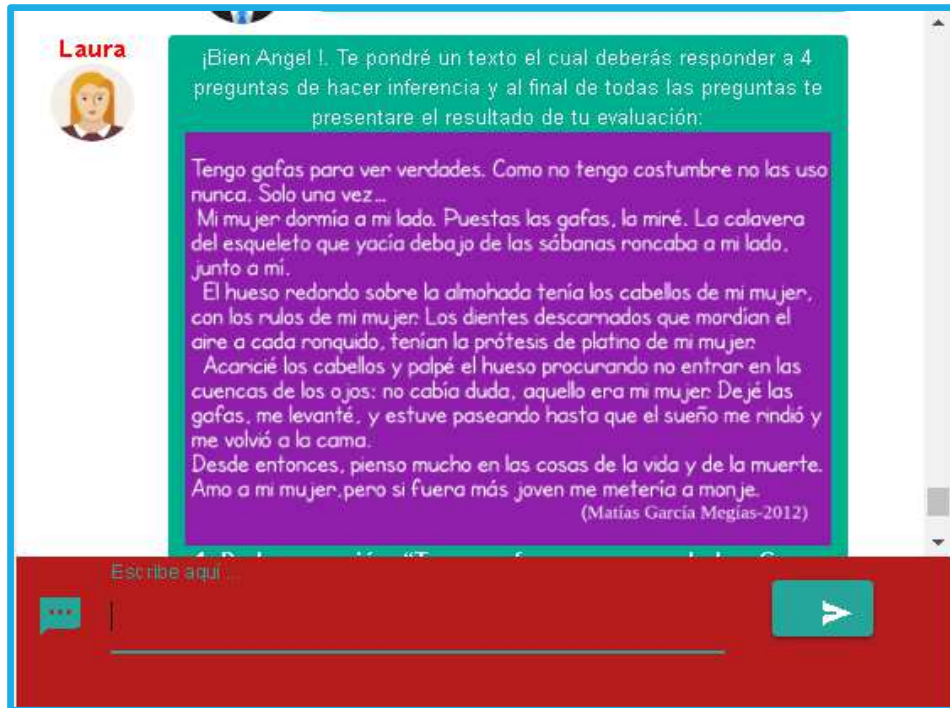 Laura
¡Bien Angel !. Te pondré un texto el cual deberás responder a 4
preguntas de hacer inferencia y al final de todas las preguntas te
presentare el resultado de tu evaluación:
Tengo gafas para ver verdades. Como no tengo costumbre no las uso
nunca. Solo una vez...
Mi mujer dormía a mi lado. Puestas las gafas, la miré. La calavera
del esqueleto que yacía debajo de las sábanas roncaba a mi lado,
junto a mí.
El hueso redondo sobre la almohada tenía los cabellos de mi mujer,
con los rulos de mi mujer. Los dientes descarnados que mordían el
aire a cada ronquido, tenían la prótesis de platino de mi mujer.
Acaricié los cabellos y palpé el hueso procurando no entrar en las
cuencas de los ojos: no cabía duda, aquello era mi mujer. Dejé las
gafas, me levanté, y estuve paseando hasta que el sueño me rindió y
me volvió a la cama.
Desde entonces, pienso mucho en las cosas de la vida y de la muerte.
Amo a mi mujer,pero si fuera más joven me metería a monje.
(Matías García Megías-2012)
Escribe aquí ...